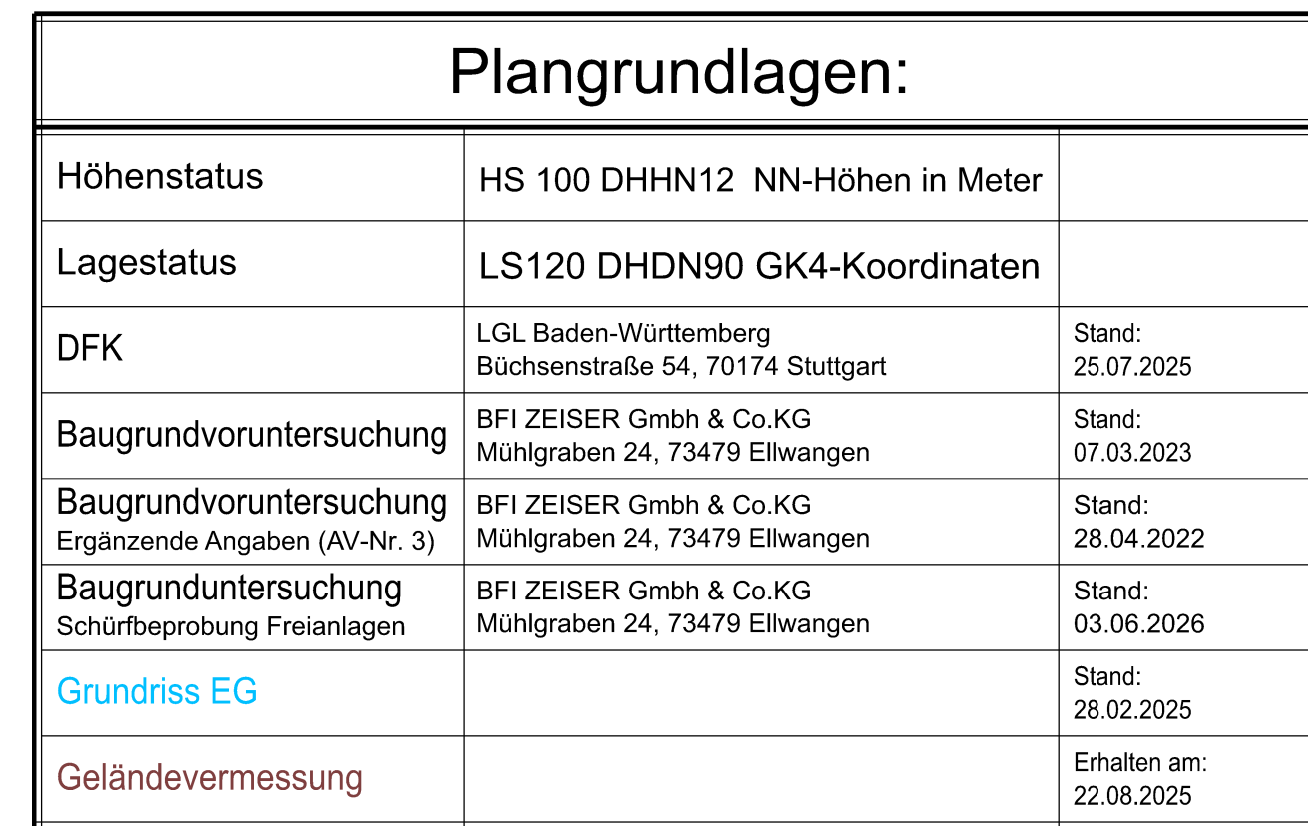 Plangrundlagen:
Höhenstatus
HS 100 DHHN12 NN-Höhen in Meter
Lagestatus
LS120 DHDN90 GK4-Koordinaten
DFK
LGL Baden-Württemberg
Büchsenstraße 54, 70174 Stuttgart
Stand:
25.07.2025
Baugrundvoruntersuchung
BFI ZEISER Gmbh & Co.KG
Mühlgraben 24, 73479 Ellwangen
Stand:
07.03.2023
Baugrundvoruntersuchung
Ergänzende Angaben (AV-Nr. 3)
BFI ZEISER Gmbh & Co.KG
Mühlgraben 24, 73479 Ellwangen
Stand:
28.04.2022
Baugrunduntersuchung
Schürfbeprobung Freianlagen
BFI ZEISER Gmbh & Co.KG
Mühlgraben 24, 73479 Ellwangen
Stand:
03.06.2026
Grundriss EG
Stand:
28.02.2025
Geländevermessung
Erhalten am:
22.08.2025